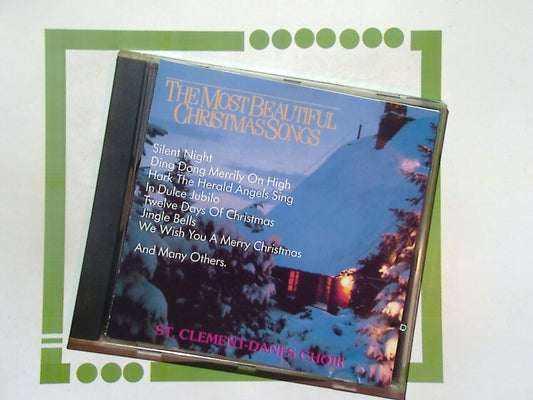 THE MOST BEAUTIFUL
CHRISTMAS SONGS
Silent Night
Ding Dong Merrily On High
Hark The Herald Angels Sing
In Dulce Jubilo
Twelve Days Of Christmas
Jingle Bells
We Wish You A Merry Christmas
And Many Others.
ST. CLEMENT-DANES CHOIR